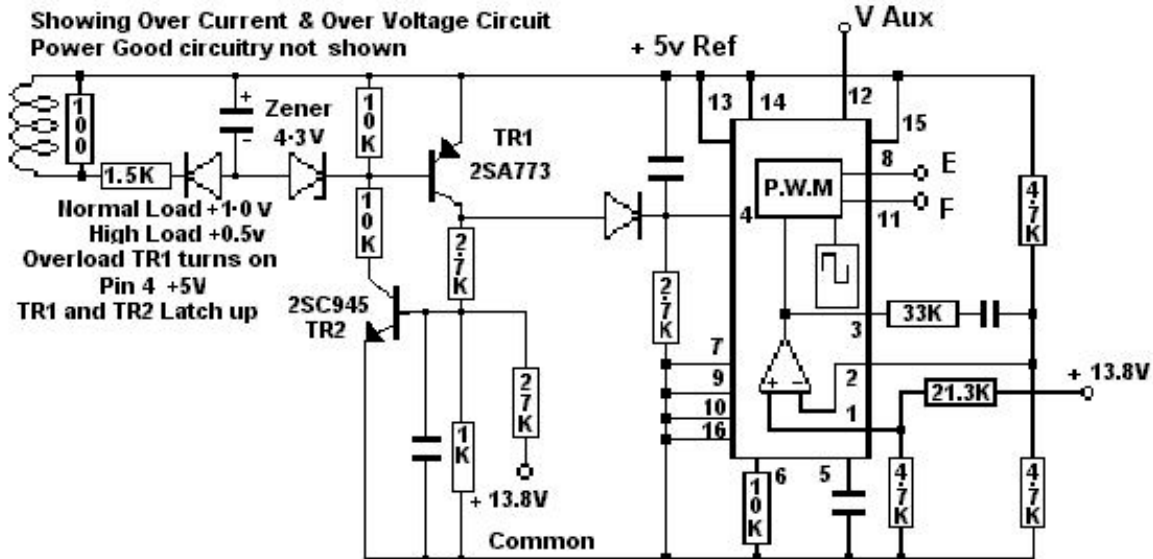 Showing Over Current & Over Voltage Circuit
Power Good circuitry not shown
V Aux
+ 5v Ref
13
14
12
15
100
Zener
4·3 V
+
−
10K
TR1
2SA773
1.5K
Normal Load +1·0 V
High Load +0.5v
Overload TR1 turns on
Pin 4 +5V
TR1 and TR2 Latch up
10K
2.7K
4
P.W.M
8
E
11
F
4.7K
2SC945
TR2
2.7K
3
33K
7
9
10
16
+ −
2
1
21.3K
+ 13.8V
27K
1K
+ 13.8V
6
5
10K
4.7K
4.7K
Common